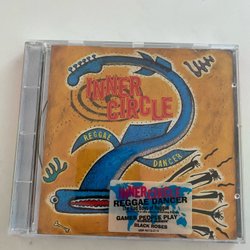 INNER
CIRCLE
REGGAE
DANCER
INNER CIRCLE
REGGAE DANCER
GAMES PEOPLE PLAY
BLACK ROSES